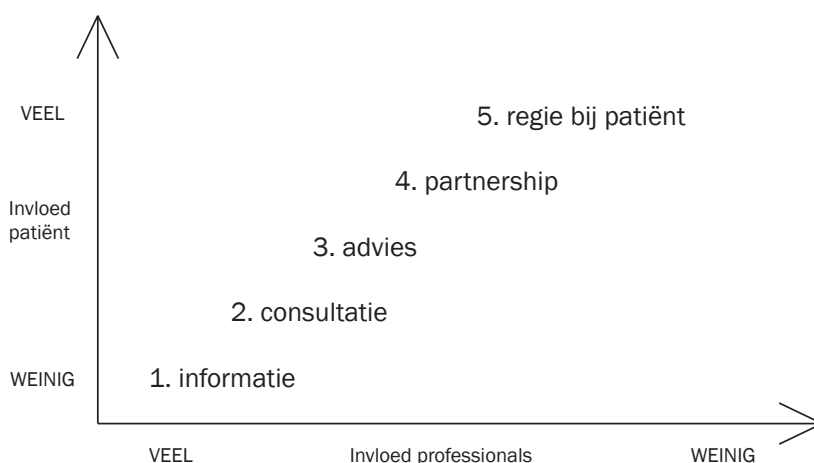 VEEL
5. regie bij patiënt
4. partnership
Invloed
patiënt
3. advies
2. consultatie
WEINIG
1. informatie
VEEL
Invloed professionals
WEINIG